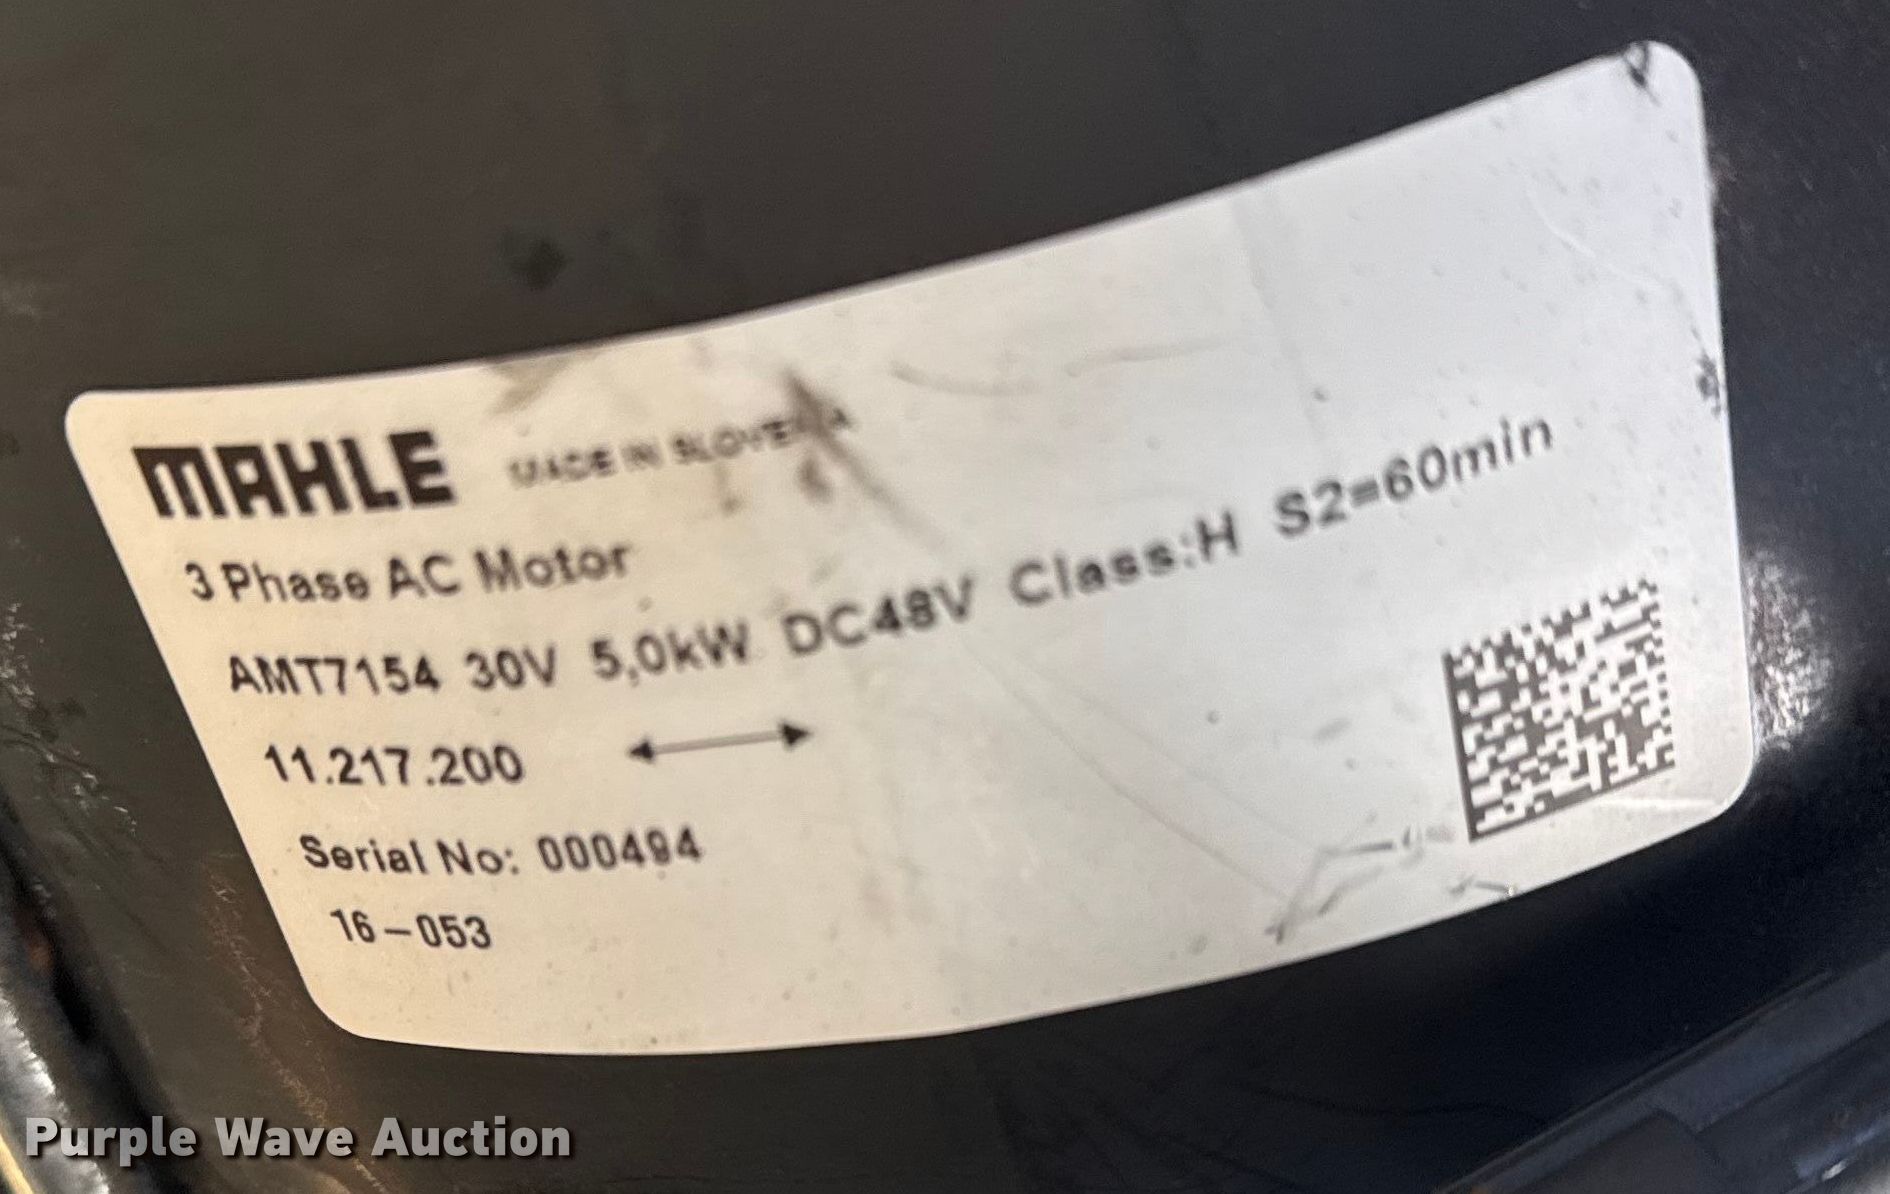 MAHLE MADE IN SLOVENIA
3 Phase AC Motor
AMT7154 30V 5,0kW DC48V Class:H S2=60min
11.217.200
Serial No: 000494
16-053
Purple Wave Auction